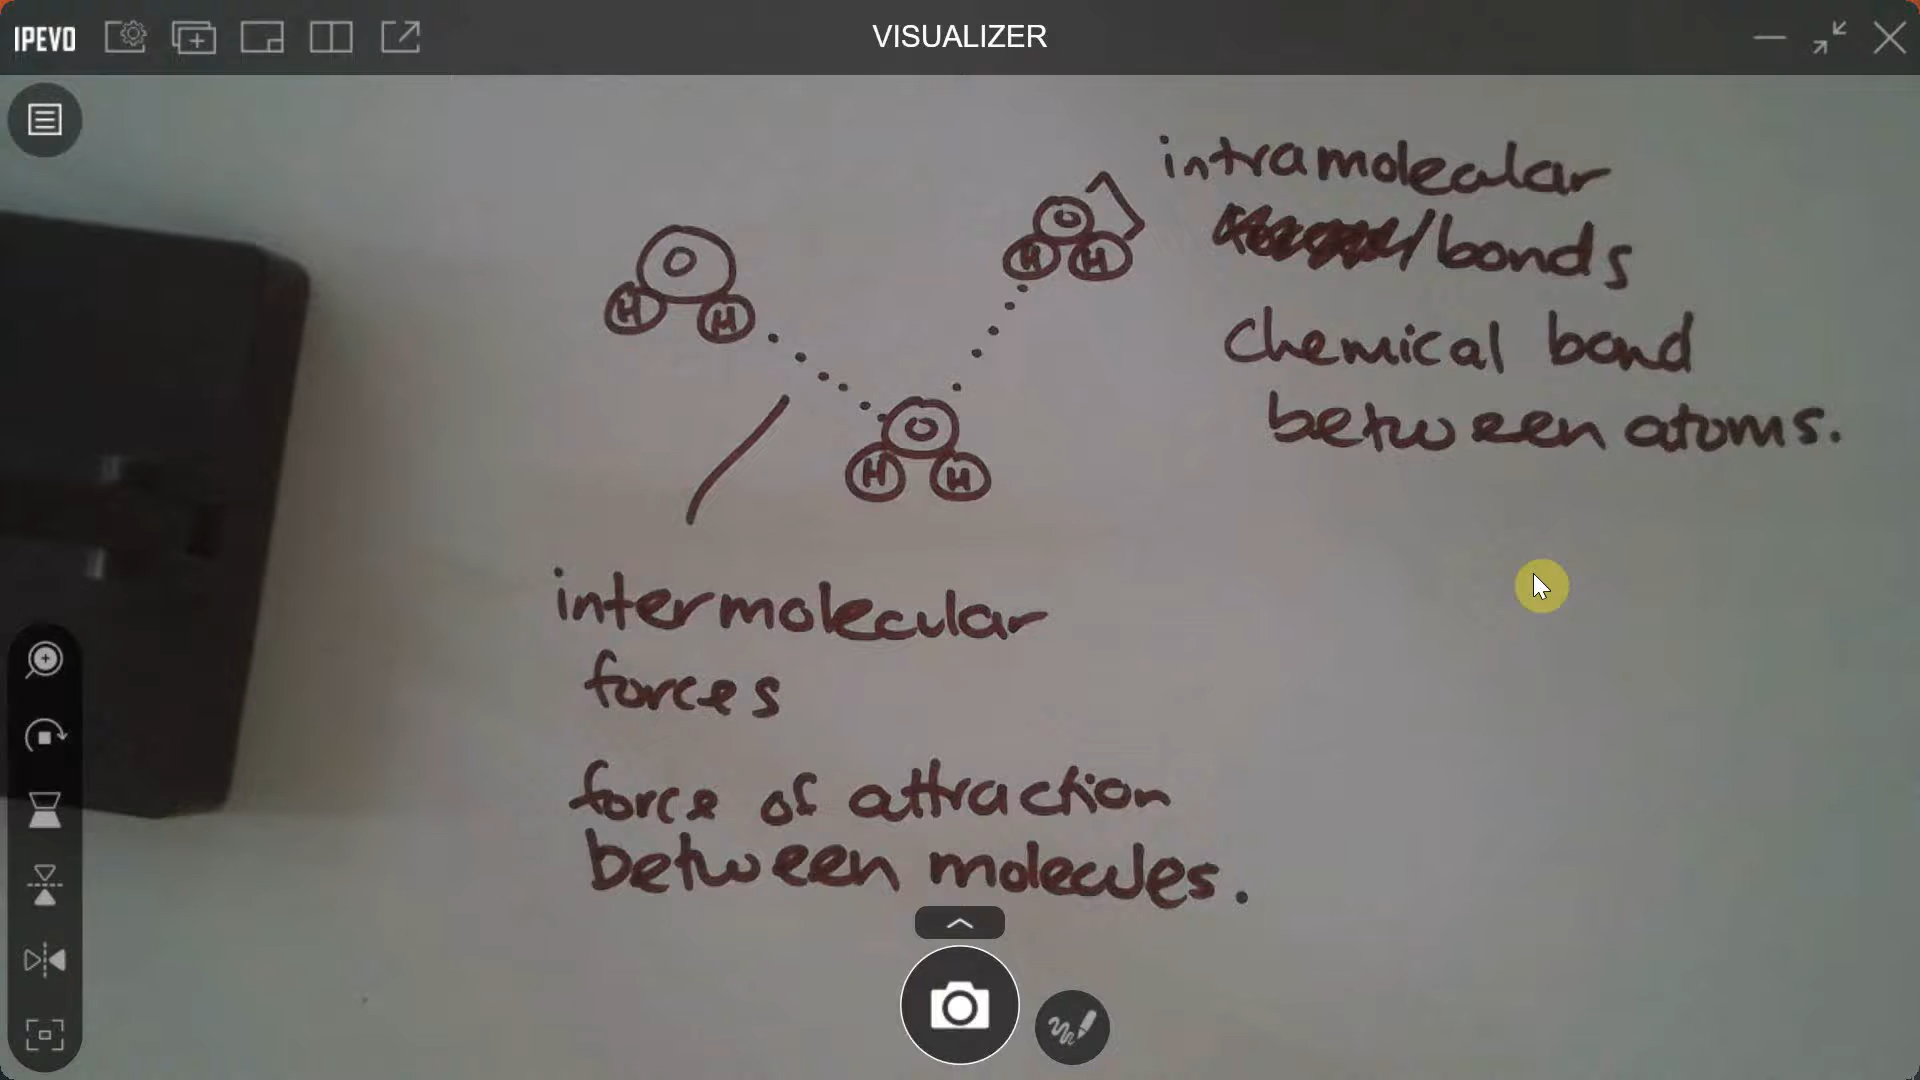 IPEVO
VISUALIZER
intramolecular
/bonds
chemical bond
between atoms.
O
H H
O
H H
O
H H
intermolecular
forces
force of attraction
between molecules.